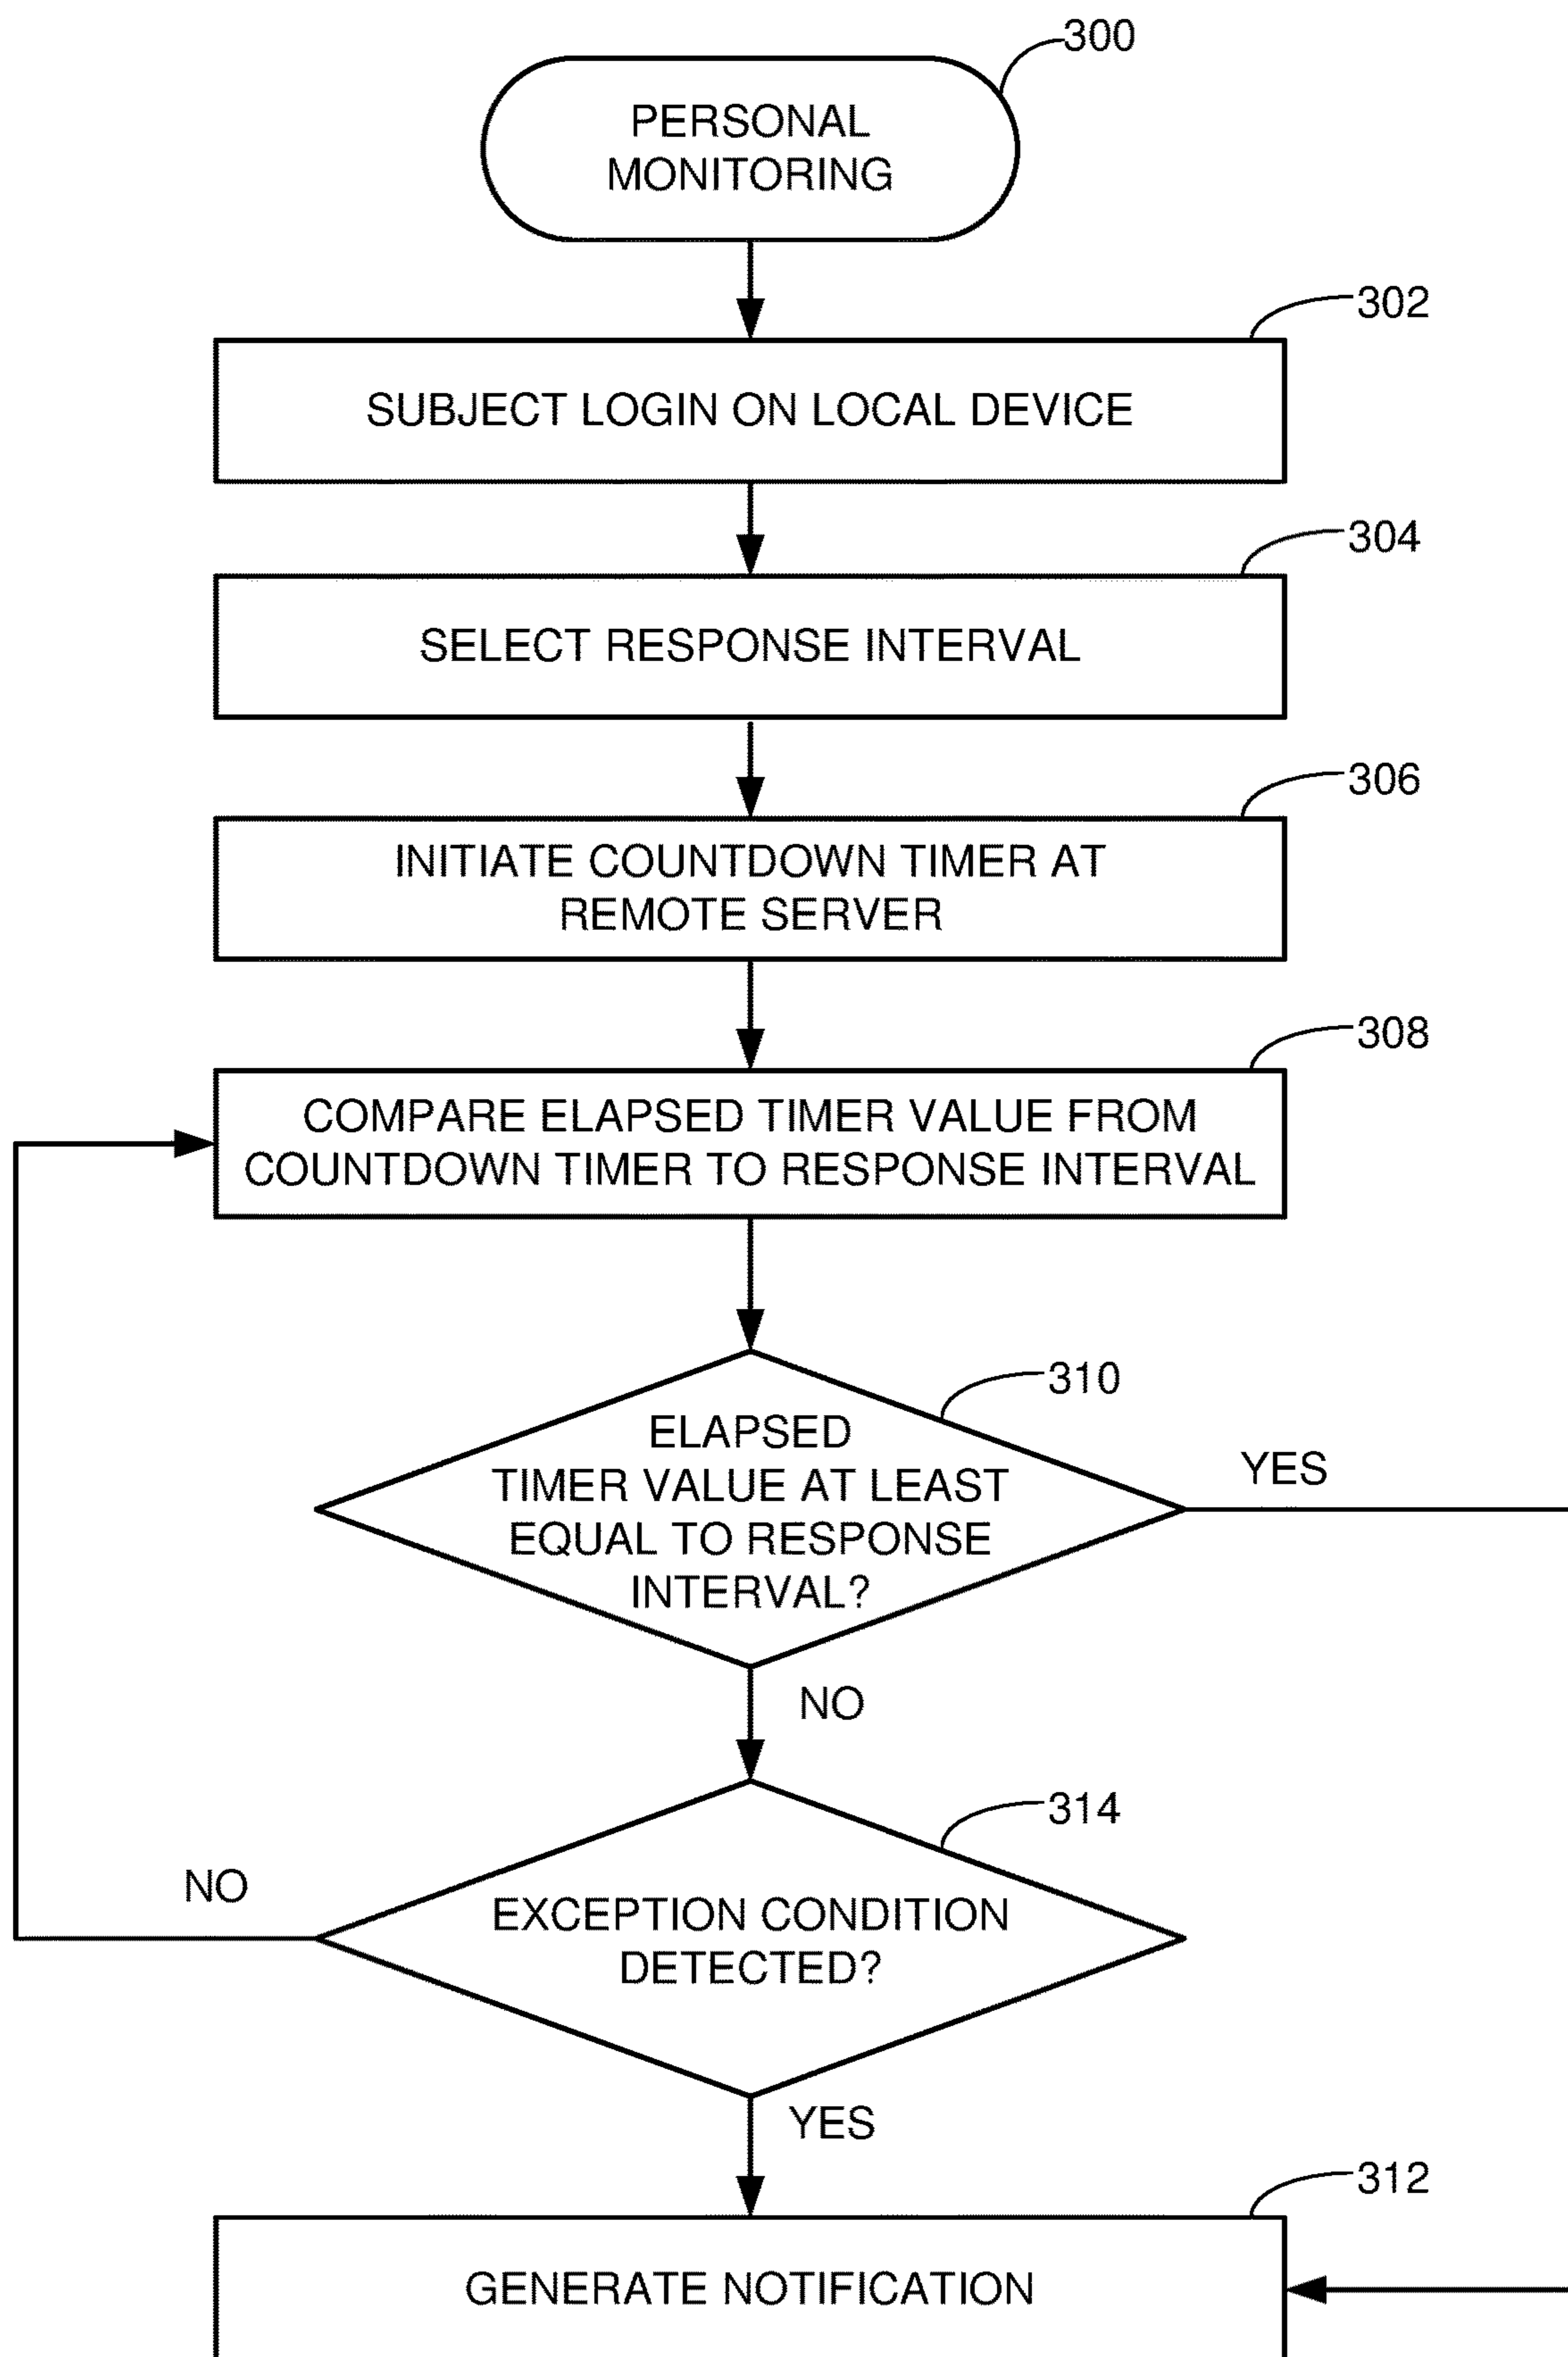 300
PERSONAL
MONITORING
302
SUBJECT LOGIN ON LOCAL DEVICE
304
SELECT RESPONSE INTERVAL
306
INITIATE COUNTDOWN TIMER AT
REMOTE SERVER
308
COMPARE ELAPSED TIMER VALUE FROM
COUNTDOWN TIMER TO RESPONSE INTERVAL
310
ELAPSED
TIMER VALUE AT LEAST
EQUAL TO RESPONSE
INTERVAL?
YES
NO
314
EXCEPTION CONDITION
DETECTED?
NO
YES
312
GENERATE NOTIFICATION